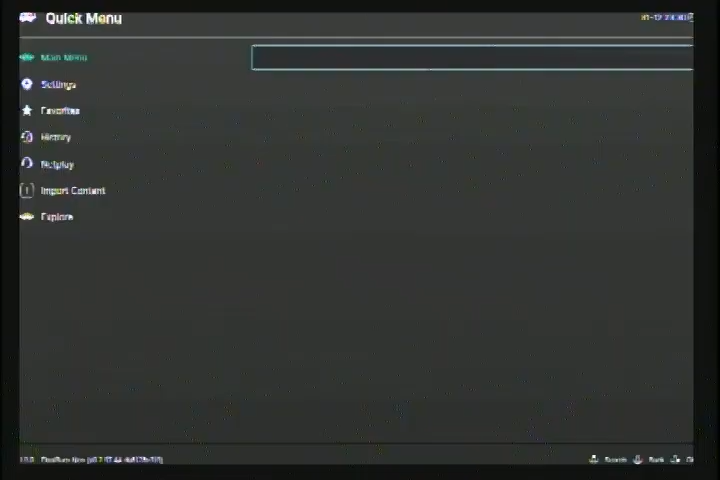 Quick Menu
Main Menu
Settings
Favorites
History
Netplay
Import Content
Explore
Search Back